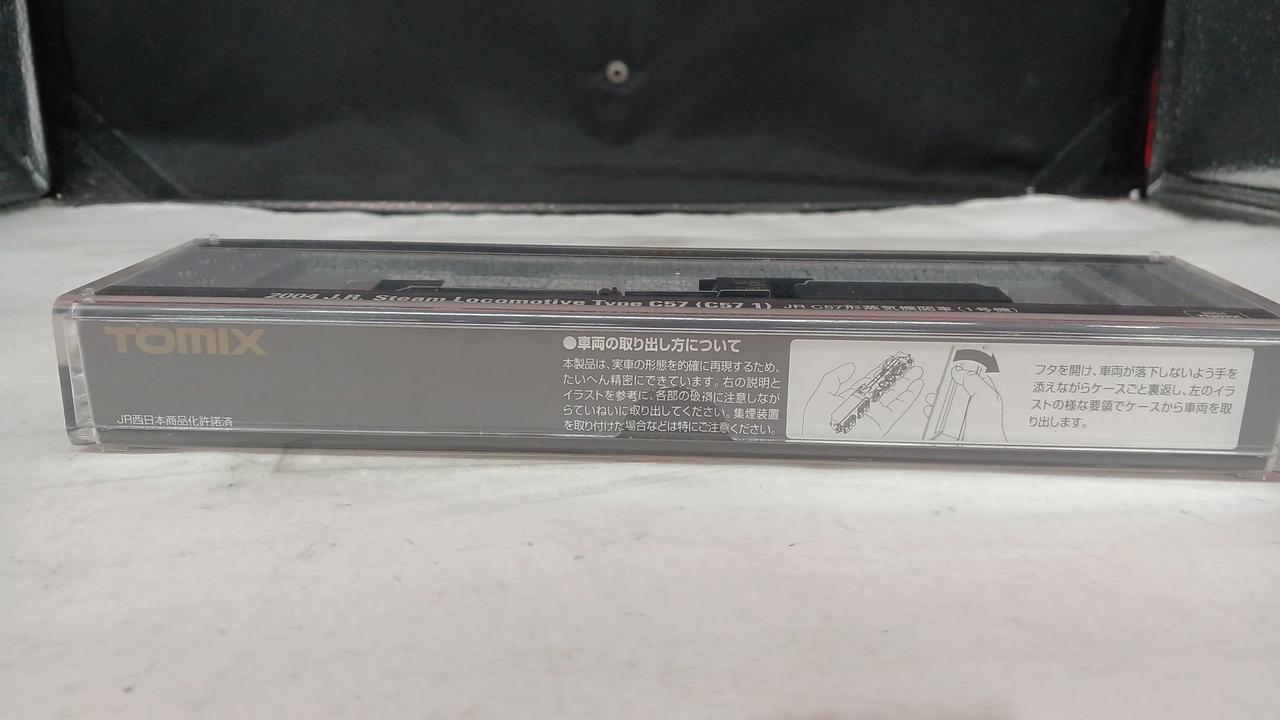 2004 J.R. Steam Locomotive Type C57 (C57 1) JR C57形蒸気機関車(1号機)
TOMIX
JR西日本商品化許諾済
●車両の取り出し方について
本製品は、実車の形態を的確に再現するため、
たいへん精密にできています。右の説明と
イラストを参考に、各部の破損に注意しなが
らていねいに取り出してください。集煙装置
を取り付けた場合などは特にご注意ください。
フタを開け、車両が落下しないよう手を
添えながらケースごと裏返し、左のイラ
ストの様な要領でケースから車両を取
り出します。